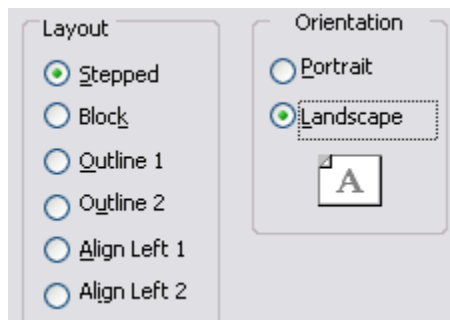 Layout
Stepped
Block
Outline 1
Outline 2
Align Left 1
Align Left 2
Orientation
Portrait
Landscape
A